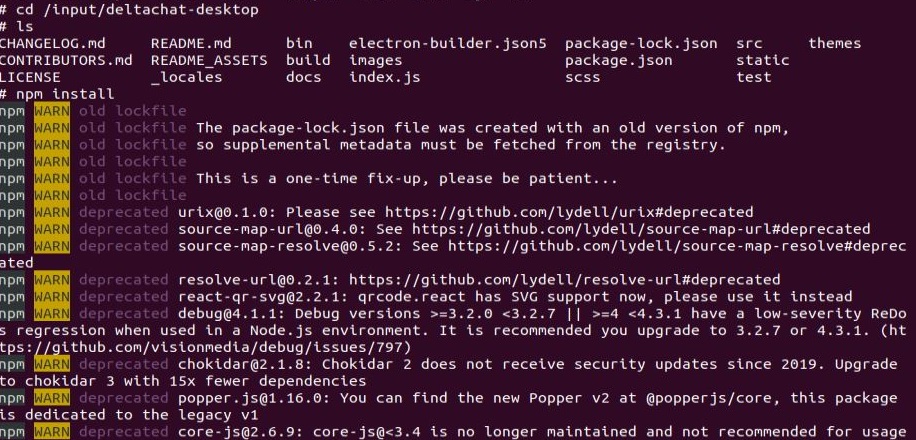 # cd /input/deltachat-desktop
# ls
CHANGELOG.md README.md bin electron-builder.json5 package-lock.json src themes
CONTRIBUTORS.md README_ASSETS build images package.json static
LICENSE _locales docs index.js scss test
# npm install
npm WARN old lockfile
npm WARN old lockfile The package-lock.json file was created with an old version of npm,
npm WARN old lockfile so supplemental metadata must be fetched from the registry.
npm WARN old lockfile
npm WARN old lockfile This is a one-time fix-up, please be patient...
npm WARN old lockfile
npm WARN deprecated urix@0.1.0: Please see https://github.com/lydell/urix#deprecated
npm WARN deprecated source-map-url@0.4.0: See https://github.com/lydell/source-map-url#deprecated
npm WARN deprecated source-map-resolve@0.5.2: See https://github.com/lydell/source-map-resolve#deprec
ated
npm WARN deprecated resolve-url@0.2.1: https://github.com/lydell/resolve-url#deprecated
npm WARN deprecated react-qr-svg@2.2.1: qrcode.react has SVG support now, please use it instead
npm WARN deprecated debug@4.1.1: Debug versions >=3.2.0 <3.2.7 || >=4 <4.3.1 have a low-severity ReDo
s regression when used in a Node.js environment. It is recommended you upgrade to 3.2.7 or 4.3.1. (ht
tps://github.com/visionmedia/debug/issues/797)
npm WARN deprecated chokidar@2.1.8: Chokidar 2 does not receive security updates since 2019. Upgrade
to chokidar 3 with 15x fewer dependencies
npm WARN deprecated popper.js@1.16.0: You can find the new Popper v2 at @popperjs/core, this package
is dedicated to the legacy v1
npm WARN deprecated core-js@2.6.9: core-js@<3.4 is no longer maintained and not recommended for usage